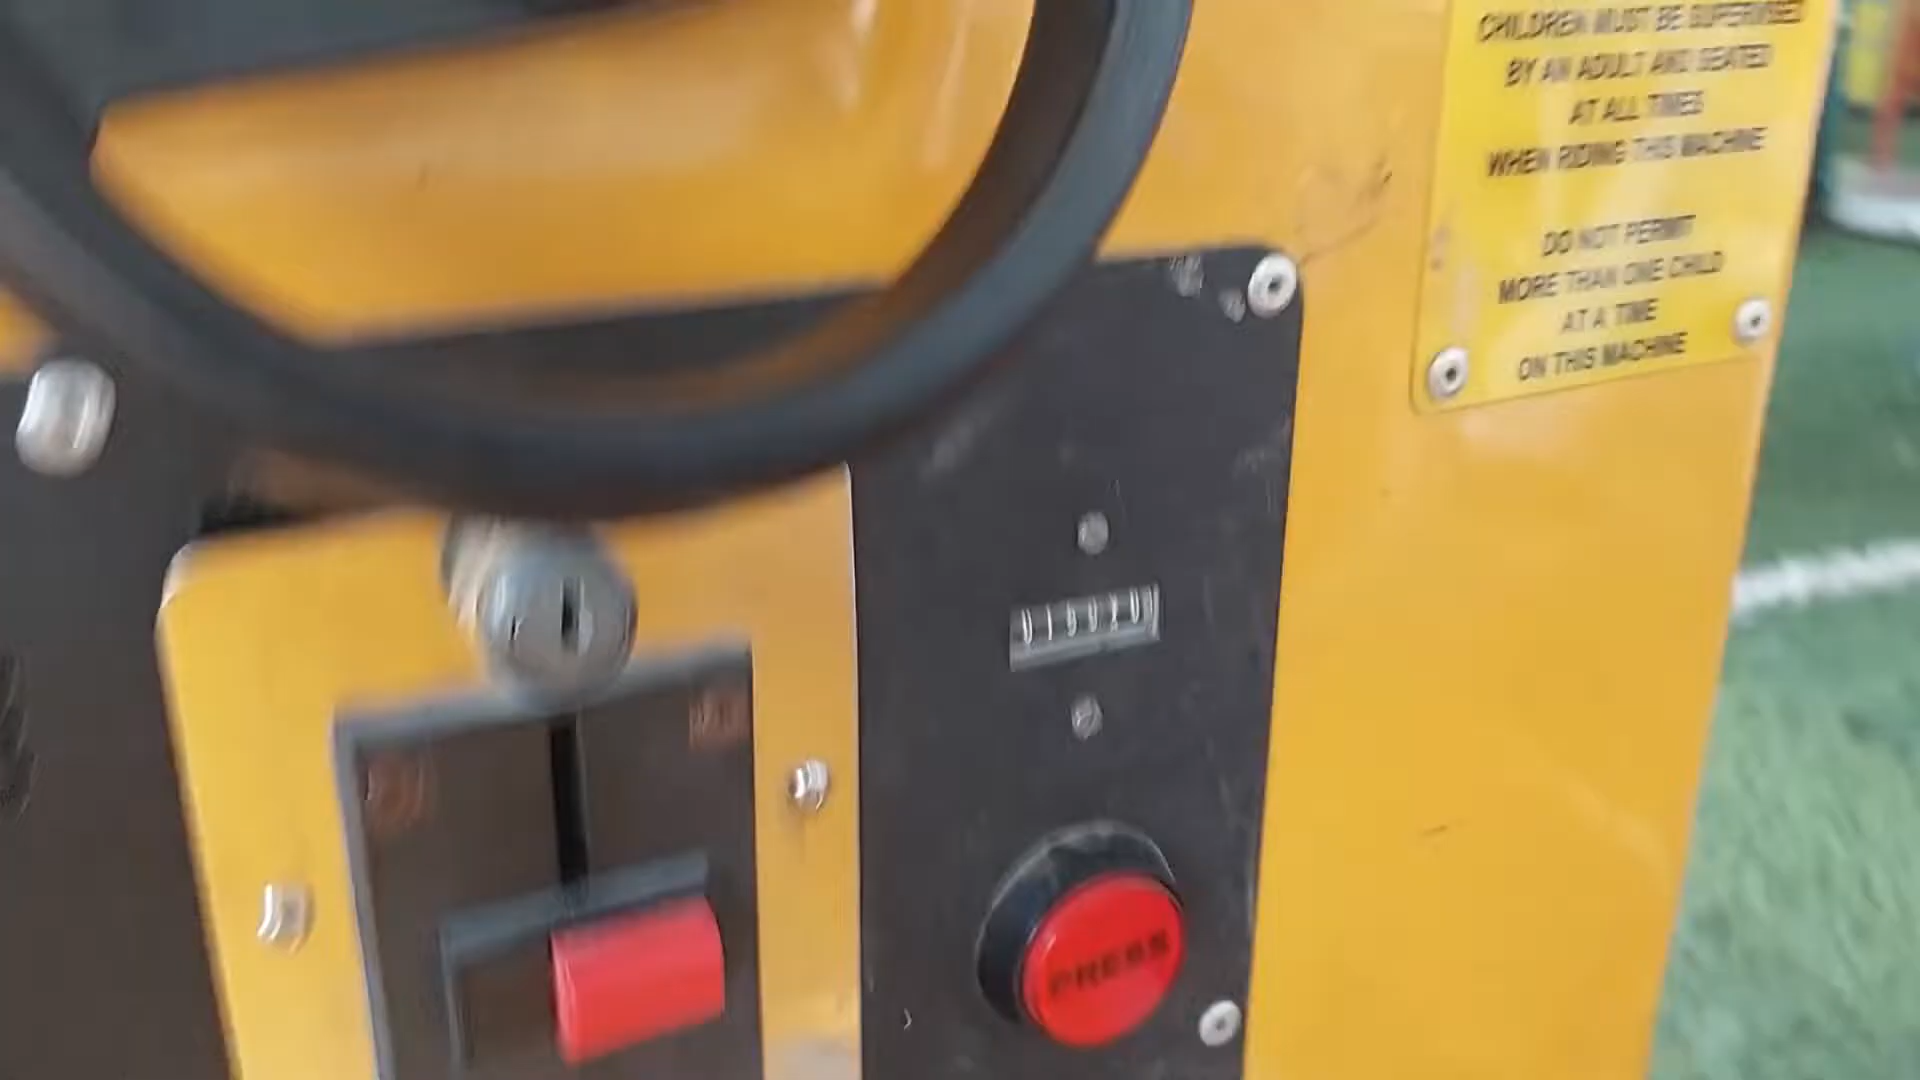 CHILDREN MUST BE SUPERVISED
BY AN ADULT AND SEATED
AT ALL TIMES
WHEN RIDING THIS MACHINE
DO NOT PERMIT
MORE THAN ONE CHILD
AT A TIME
ON THIS MACHINE
PRESS